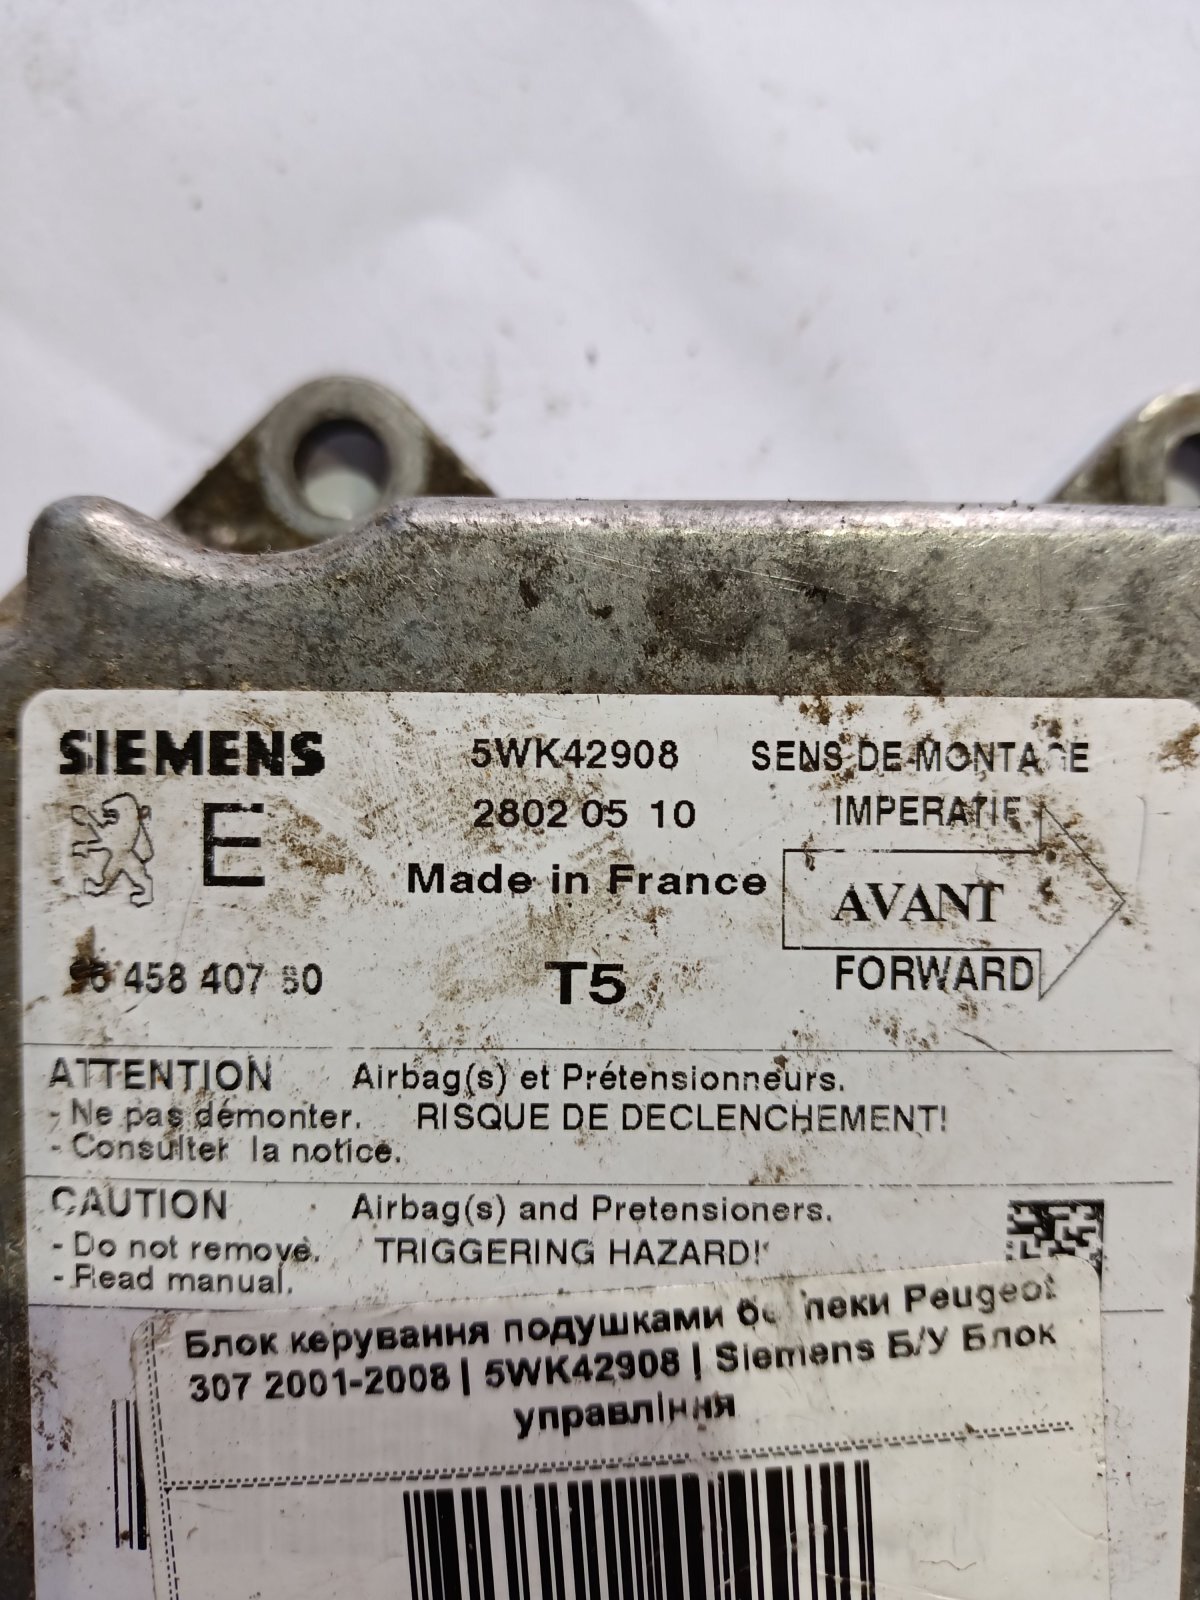 SIEMENS 5WK42908 SENS DE MONTAGE
E 28020 05 10 IMPERATIF
Made in France AVANT
458 407 T5 FORWARD
ATTENTION Airbag(s) et Prétensionneurs.
- Ne pas démonter. RISQUE DE DECLENCHEMENT!
- Consulter la notice.
CAUTION Airbag(s) and Pretensioners.
- Do not remove. TRIGGERING HAZARD!
- Read manual.
Блок керування подушками безпеки Peugeot
307 2001-2008 | 5WK42908 | Siemens Б/У Блок
управління